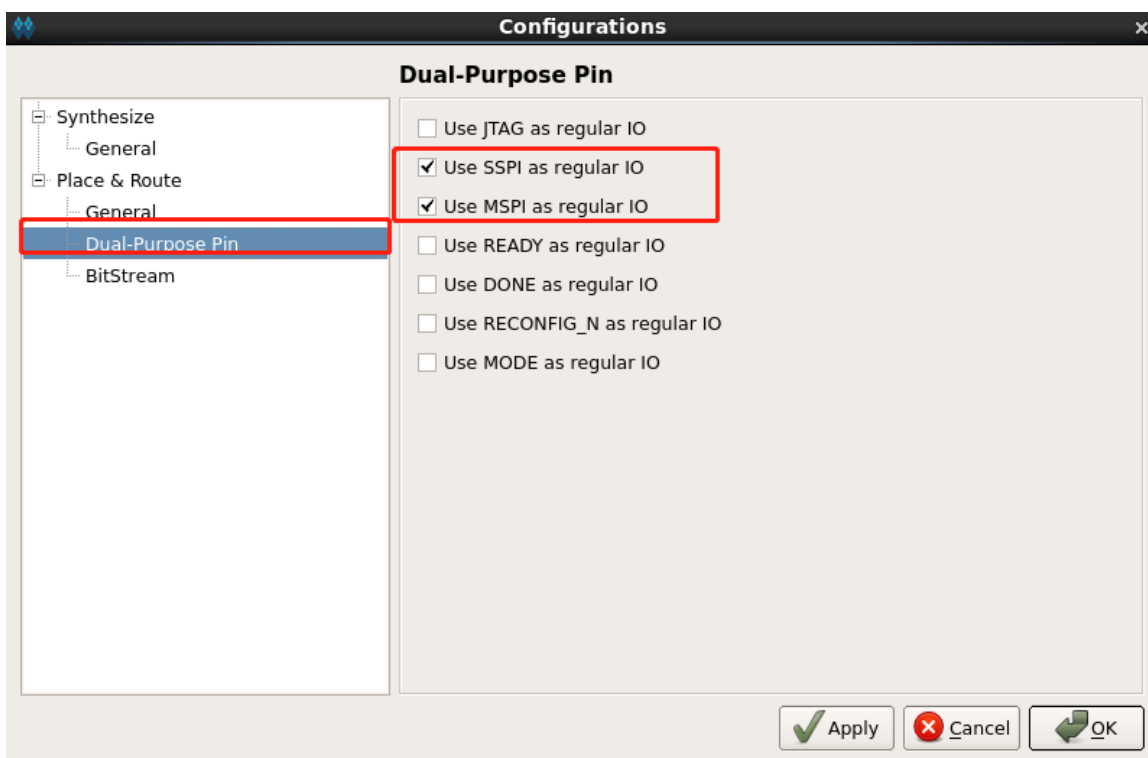 Configurations
Dual-Purpose Pin
Synthesize
General
Place & Route
General
Dual-Purpose Pin
BitStream
Use JTAG as regular IO
Use SSPI as regular IO
Use MSPI as regular IO
Use READY as regular IO
Use DONE as regular IO
Use RECONFIG_N as regular IO
Use MODE as regular IO
Apply
Cancel
OK